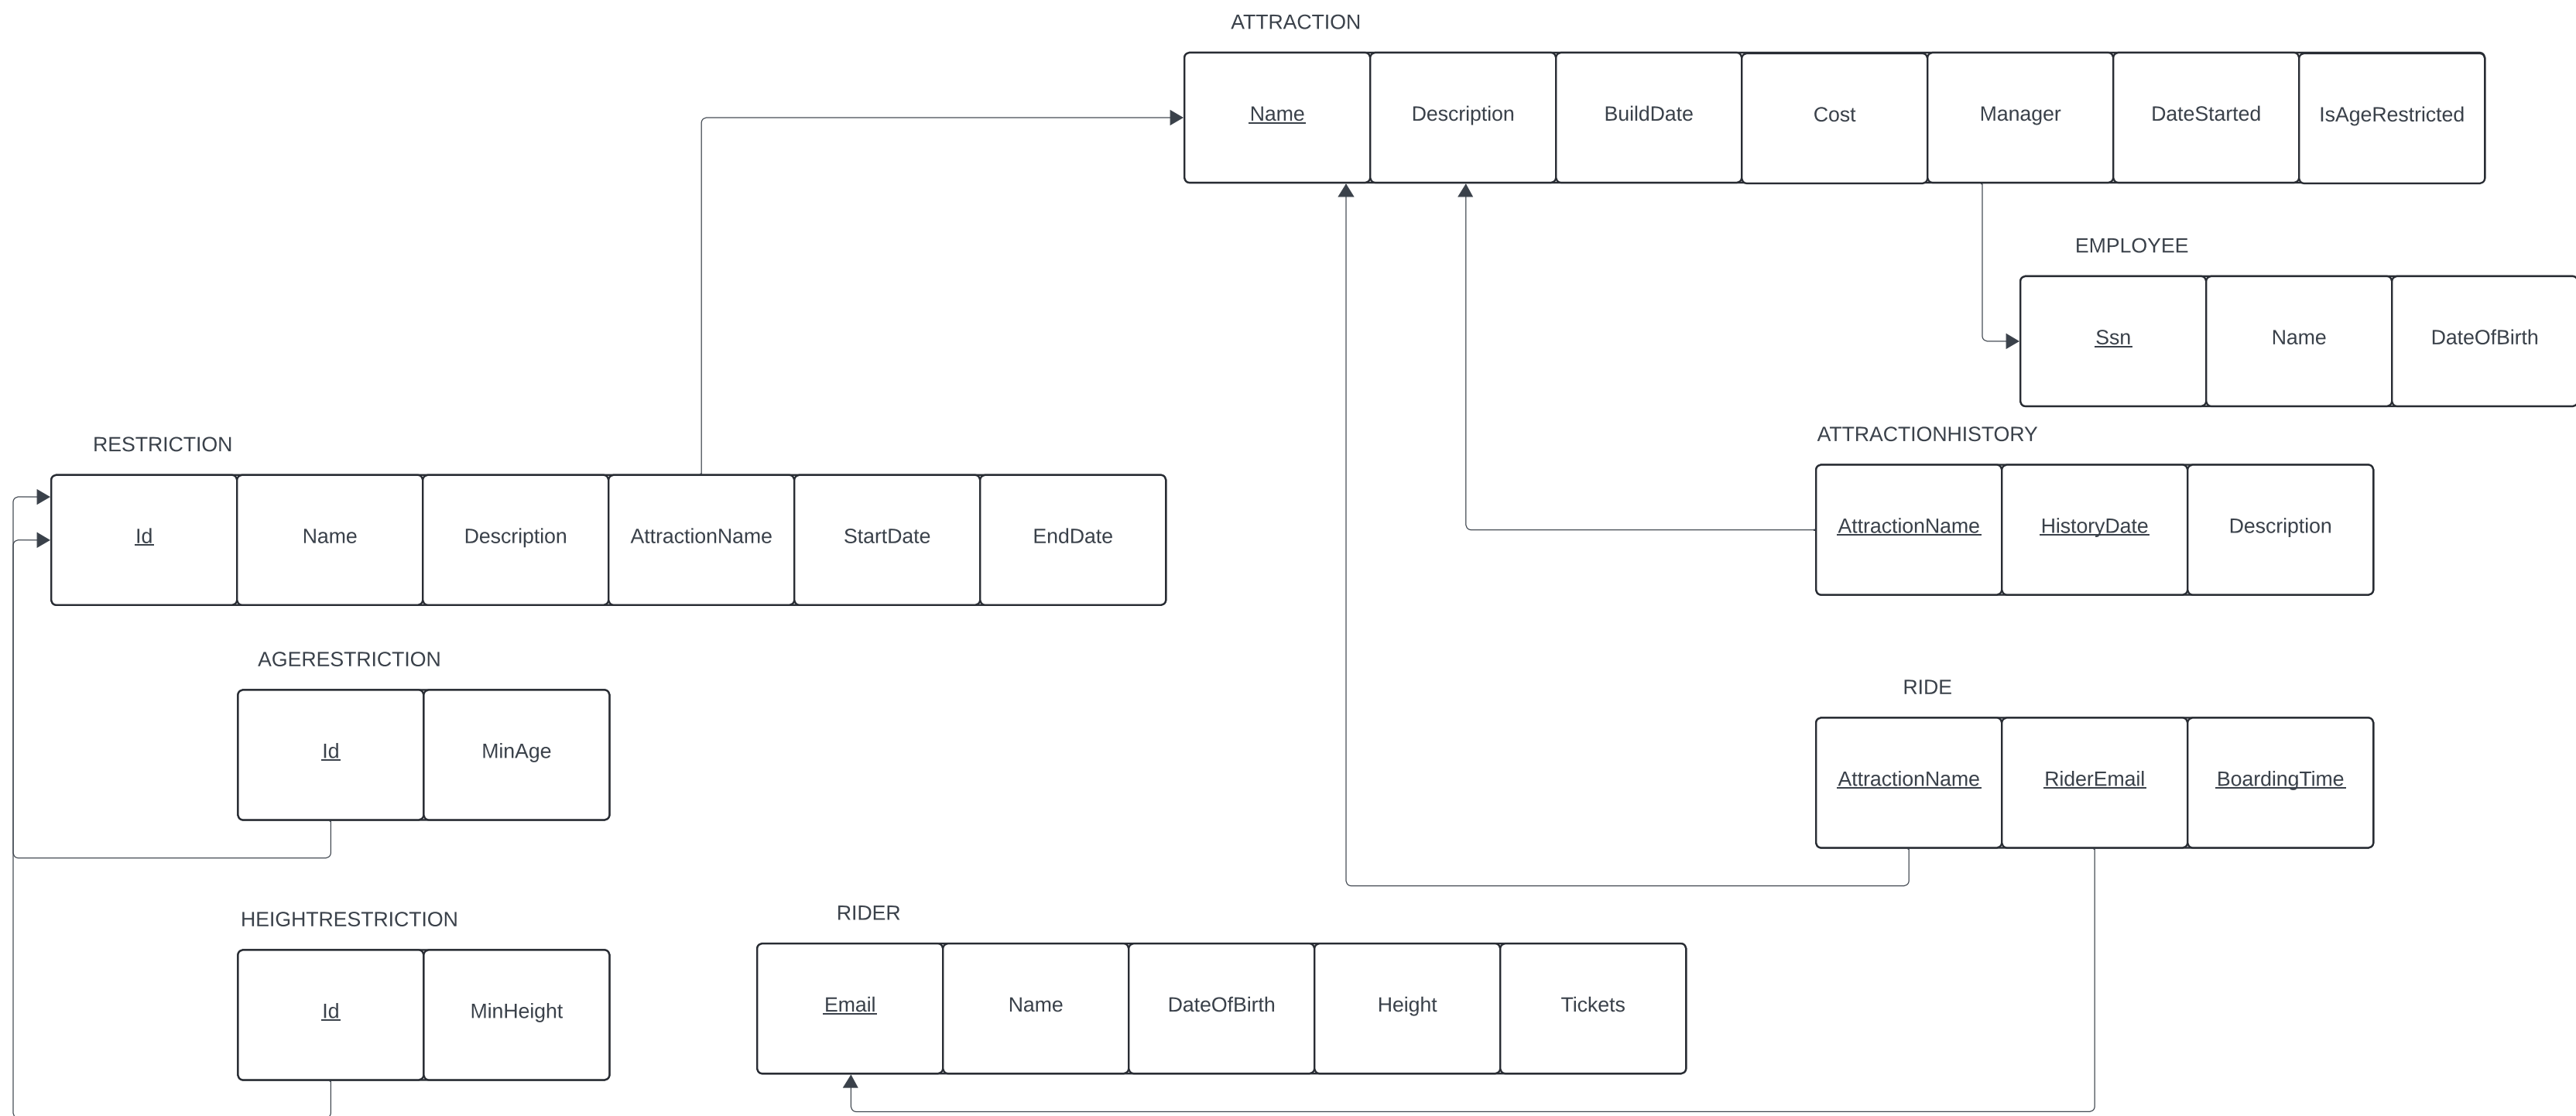 ATTRACTION
Name Description BuildDate Cost Manager DateStarted IsAgeRestricted
EMPLOYEE
Ssn Name DateOfBirth
RESTRICTION
Id Name Description AttractionName StartDate EndDate
ATTRACTIONHISTORY
AttractionName HistoryDate Description
AGERESTRICTION
Id MinAge
RIDE
AttractionName RiderEmail BoardingTime
HEIGHTRESTRICTION
Id MinHeight
RIDER
Email Name DateOfBirth Height Tickets